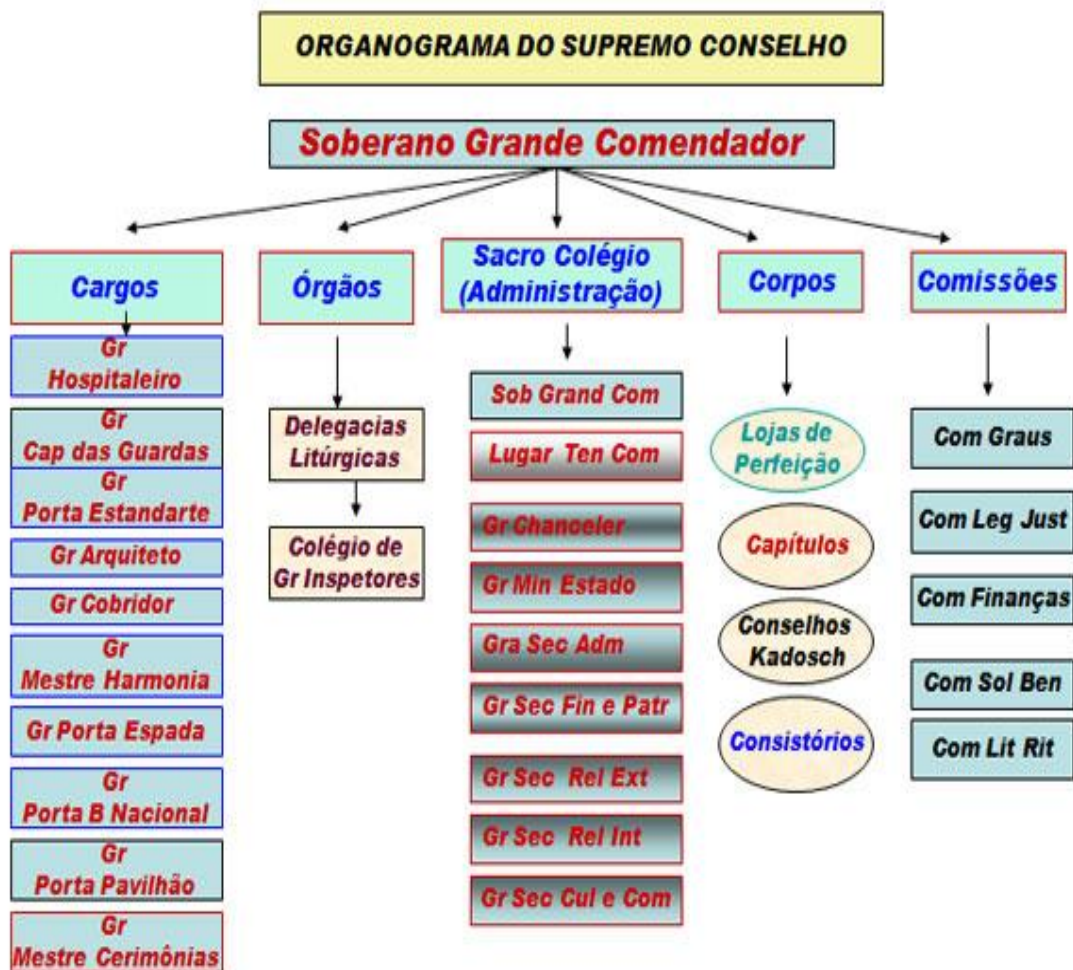 ORGANOGRAMA DO SUPREMO CONSELHO
Soberano Grande Comendador
Cargos
Gr
Hospitaleiro
Gr
Cap das Guardas
Gr
Porta Estandarte
Gr Arquiteto
Gr Cobridor
Gr
Mestre Harmonia
Gr Porta Espada
Gr
Porta B Nacional
Gr
Porta Pavilhão
Gr
Mestre Cerimônias
Órgãos
Delegacias
Litúrgicas
Colégio de
Gr Inspetores
Sacro Colégio
(Administração)
Sob Grand Com
Lugar Ten Com
Gr Chanceler
Gr Min Estado
Gra Sec Adm
Gr Sec Fin e Patr
Gr Sec Rel Ext
Gr Sec Rel Int
Gr Sec Cul e Com
Corpos
Lojas de
Perfeição
Capítulos
Conselhos
Kadosch
Consistórios
Comissões
Com Graus
Com Leg Just
Com Finanças
Com Sol Ben
Com Lit Rit